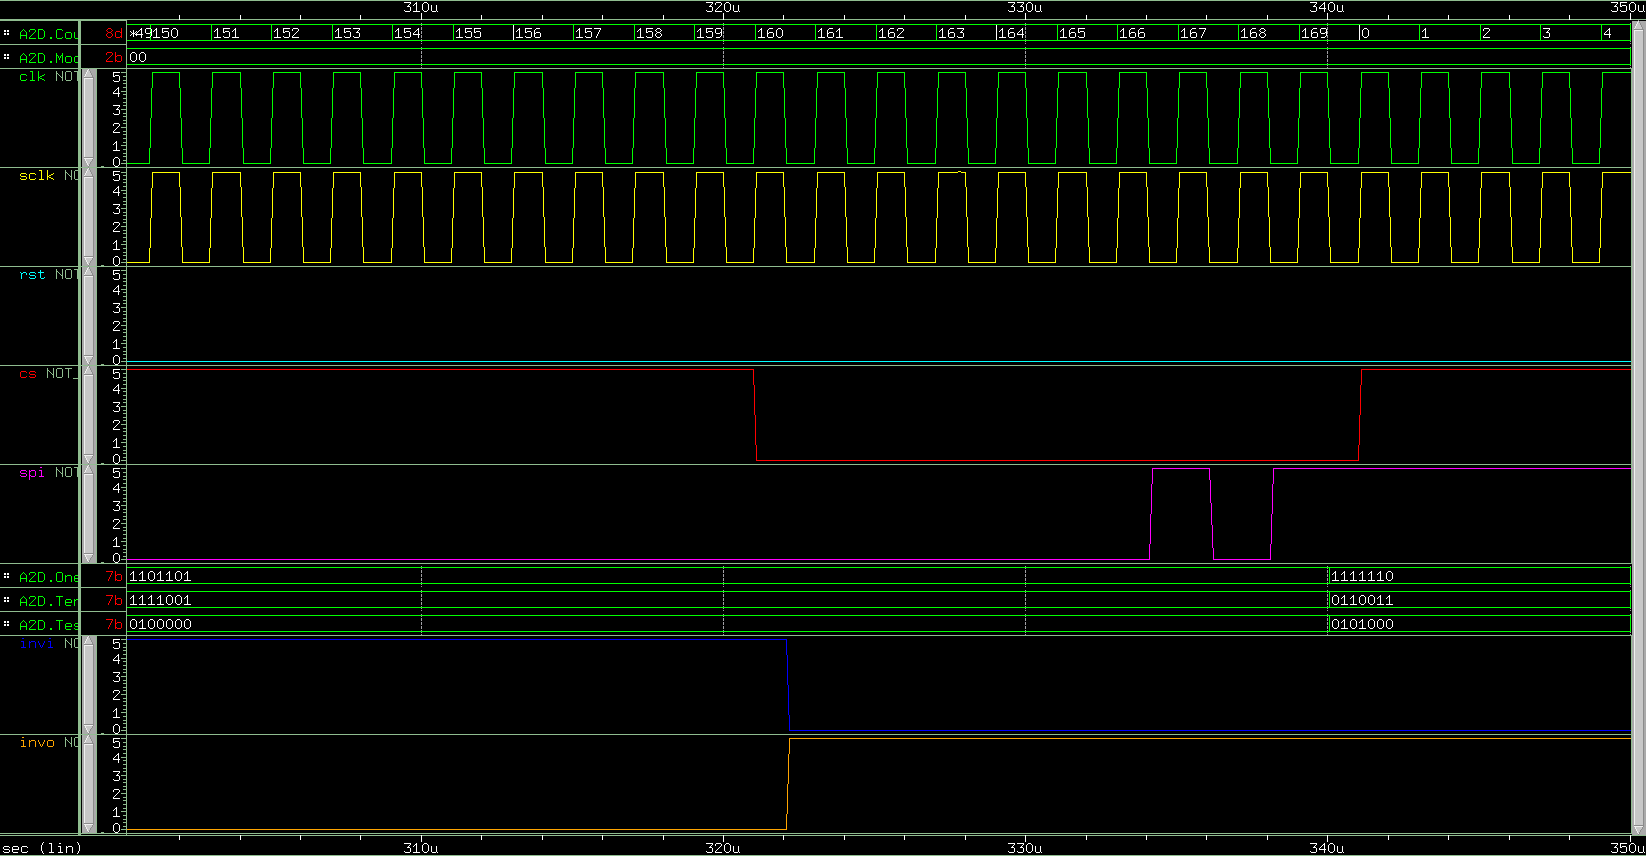 310u 320u 330u 340u 350u
A2D.Cou 8d *49 150 151 152 153 154 155 156 157 158 159 160 161 162 163 164 165 166 167 168 169 0 1 2 3 4
A2D.Mod 2b 00
clk NOT 5 4 3 2 1 0
sclk NO 5 4 3 2 1 0
rst NOT 5 4 3 2 1 0
cs NOT_ 5 4 3 2 1 0
spi NOT 5 4 3 2 1 0
A2D.One 7b 1101101 1111110
A2D.Ten 7b 1111001 0110011
A2D.Tes 7b 0100000 0101000
invi NO 5 4 3 2 1 0
invo NO 5 4 3 2 1 0
sec (lin) 310u 320u 330u 340u 350u